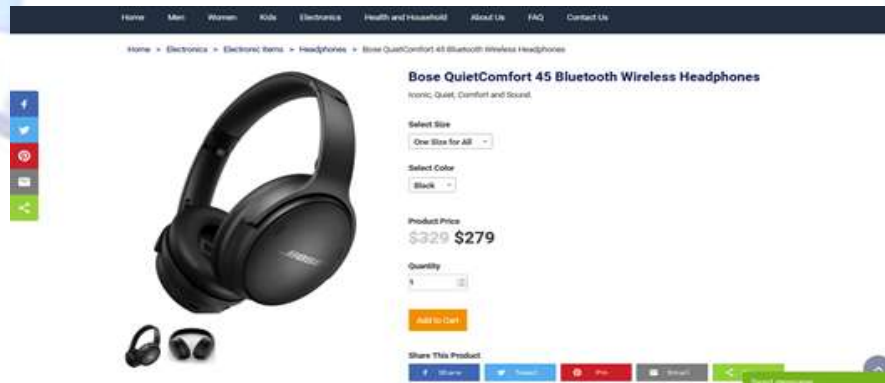 Home Men Women Kids Electronics Health and Household About Us FAQ Contact Us
Home > Electronics > Electronic Items > Headphones > Bose QuietComfort 45 Bluetooth Wireless Headphones
Bose QuietComfort 45 Bluetooth Wireless Headphones
Iconic, Quiet, Comfort and Sound.
Select Size
One Size for All
Select Color
Black
BOSE
Product Price
$329 $279
Quantity
1
Add to Cart
Share This Product
Share Tweet Pin Email